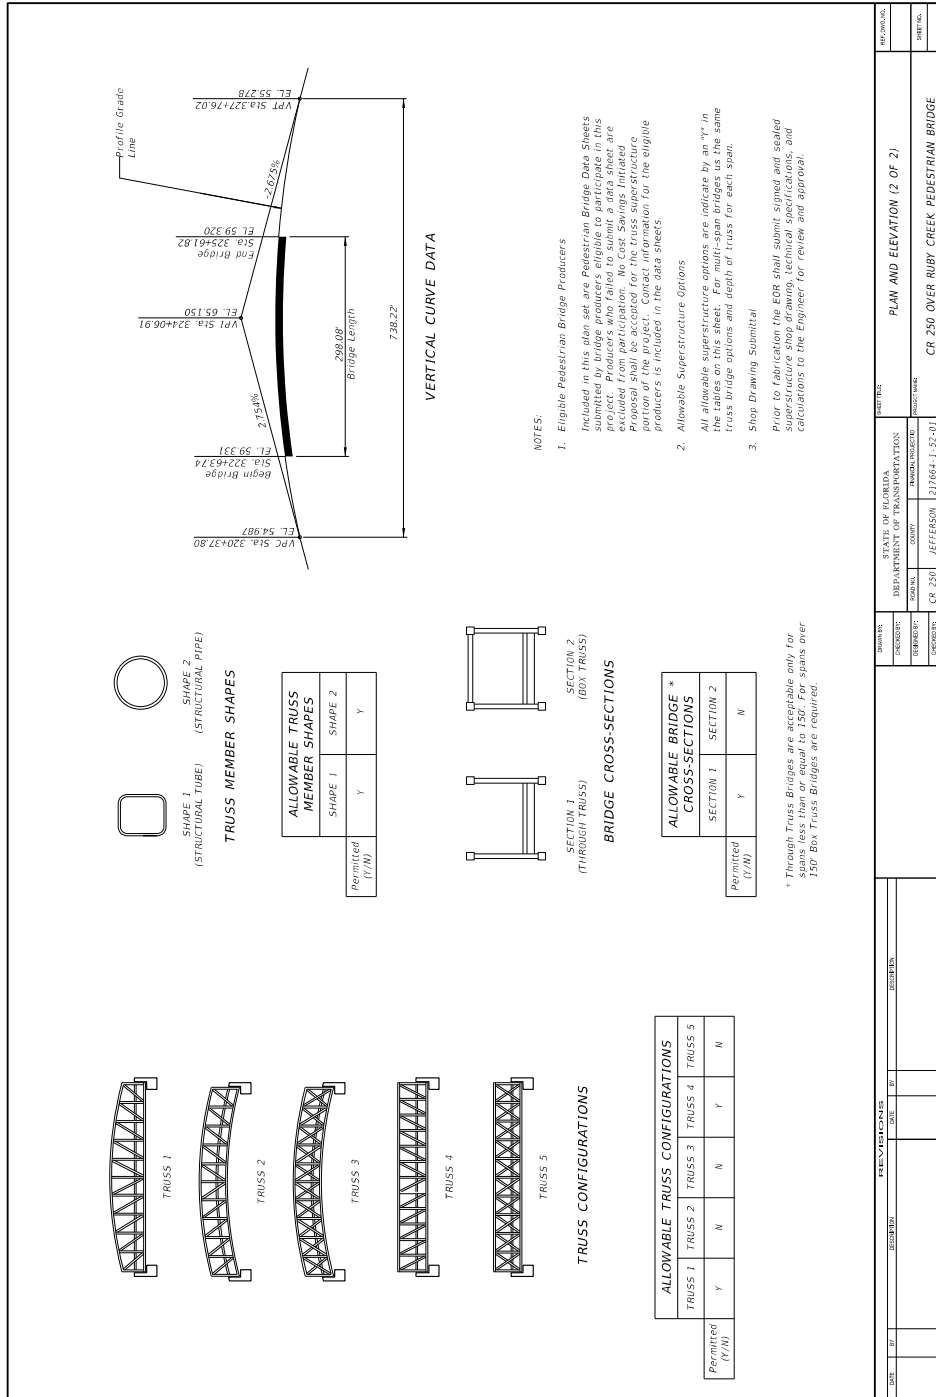 TRUSS 1
TRUSS 2
TRUSS 3
TRUSS 4
TRUSS 5
TRUSS CONFIGURATIONS
ALLOWABLE TRUSS CONFIGURATIONS
TRUSS 1 TRUSS 2 TRUSS 3 TRUSS 4 TRUSS 5
Permitted
(Y/N)
Y N N Y N
SHAPE 1
(STRUCTURAL TUBE)
SHAPE 2
(STRUCTURAL PIPE)
TRUSS MEMBER SHAPES
ALLOWABLE TRUSS
MEMBER SHAPES
SHAPE 1 SHAPE 2
Permitted
(Y/N)
Y Y
SECTION 1
(THROUGH TRUSS)
SECTION 2
(BOX TRUSS)
BRIDGE CROSS-SECTIONS
ALLOWABLE BRIDGE *
CROSS-SECTIONS
SECTION 1 SECTION 2
Permitted
(Y/N)
Y N
* Through Truss Bridges are acceptable only for
spans less than or equal to 150'. For spans over
150' Box Truss Bridges are required.
Profile Grade
Line
VPC Sta. 320+37.80
EL. 54.987
Begin Bridge
Sta. 322+63.74
EL. 59.331
2.754%
VPI Sta. 324+06.91
EL. 65.150
End Bridge
Sta. 325+61.82
EL. 59.320
-2.675%
VPT Sta.327+76.02
EL. 55.278
298.08'
Bridge Length
738.22'
VERTICAL CURVE DATA
NOTES:
1. Eligible Pedestrian Bridge Producers
Included in this plan set are Pedestrian Bridge Data Sheets
submitted by bridge producers eligible to participate in this
project. Producers who failed to submit a data sheet are
excluded from participation. No Cost Savings Initiated
Proposal shall be accepted for the truss superstructure
portion of the project. Contact information for the eligible
producers is included in the data sheets.
2. Allowable Superstructure Options
All allowable superstructure options are indicate by an "Y" in
the tables on this sheet. For multi-span bridges us the same
truss bridge options and depth of truss for each span.
3. Shop Drawing Submittal
Prior to fabrication the EOR shall submit signed and sealed
superstructure shop drawing, technical specifications, and
calculations to the Engineer for review and approval.
REVISIONS
DATE BY DESCRIPTION DATE BY DESCRIPTION
DRAWN BY:
CHECKED BY:
DESIGNED BY:
CHECKED BY:
STATE OF FLORIDA
DEPARTMENT OF TRANSPORTATION
ROAD NO. COUNTY FINANCIAL PROJECT ID
CR 250 JEFFERSON 217664-1-52-01
SHEET TITLE:
PLAN AND ELEVATION (2 OF 2)
PROJECT NAME:
CR 250 OVER RUBY CREEK PEDESTRIAN BRIDGE
REF. DWG. NO.
SHEET NO.